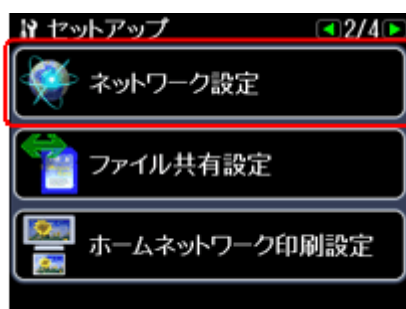 セットアップ 2/4
ネットワーク設定
ファイル共有設定
ホームネットワーク印刷設定